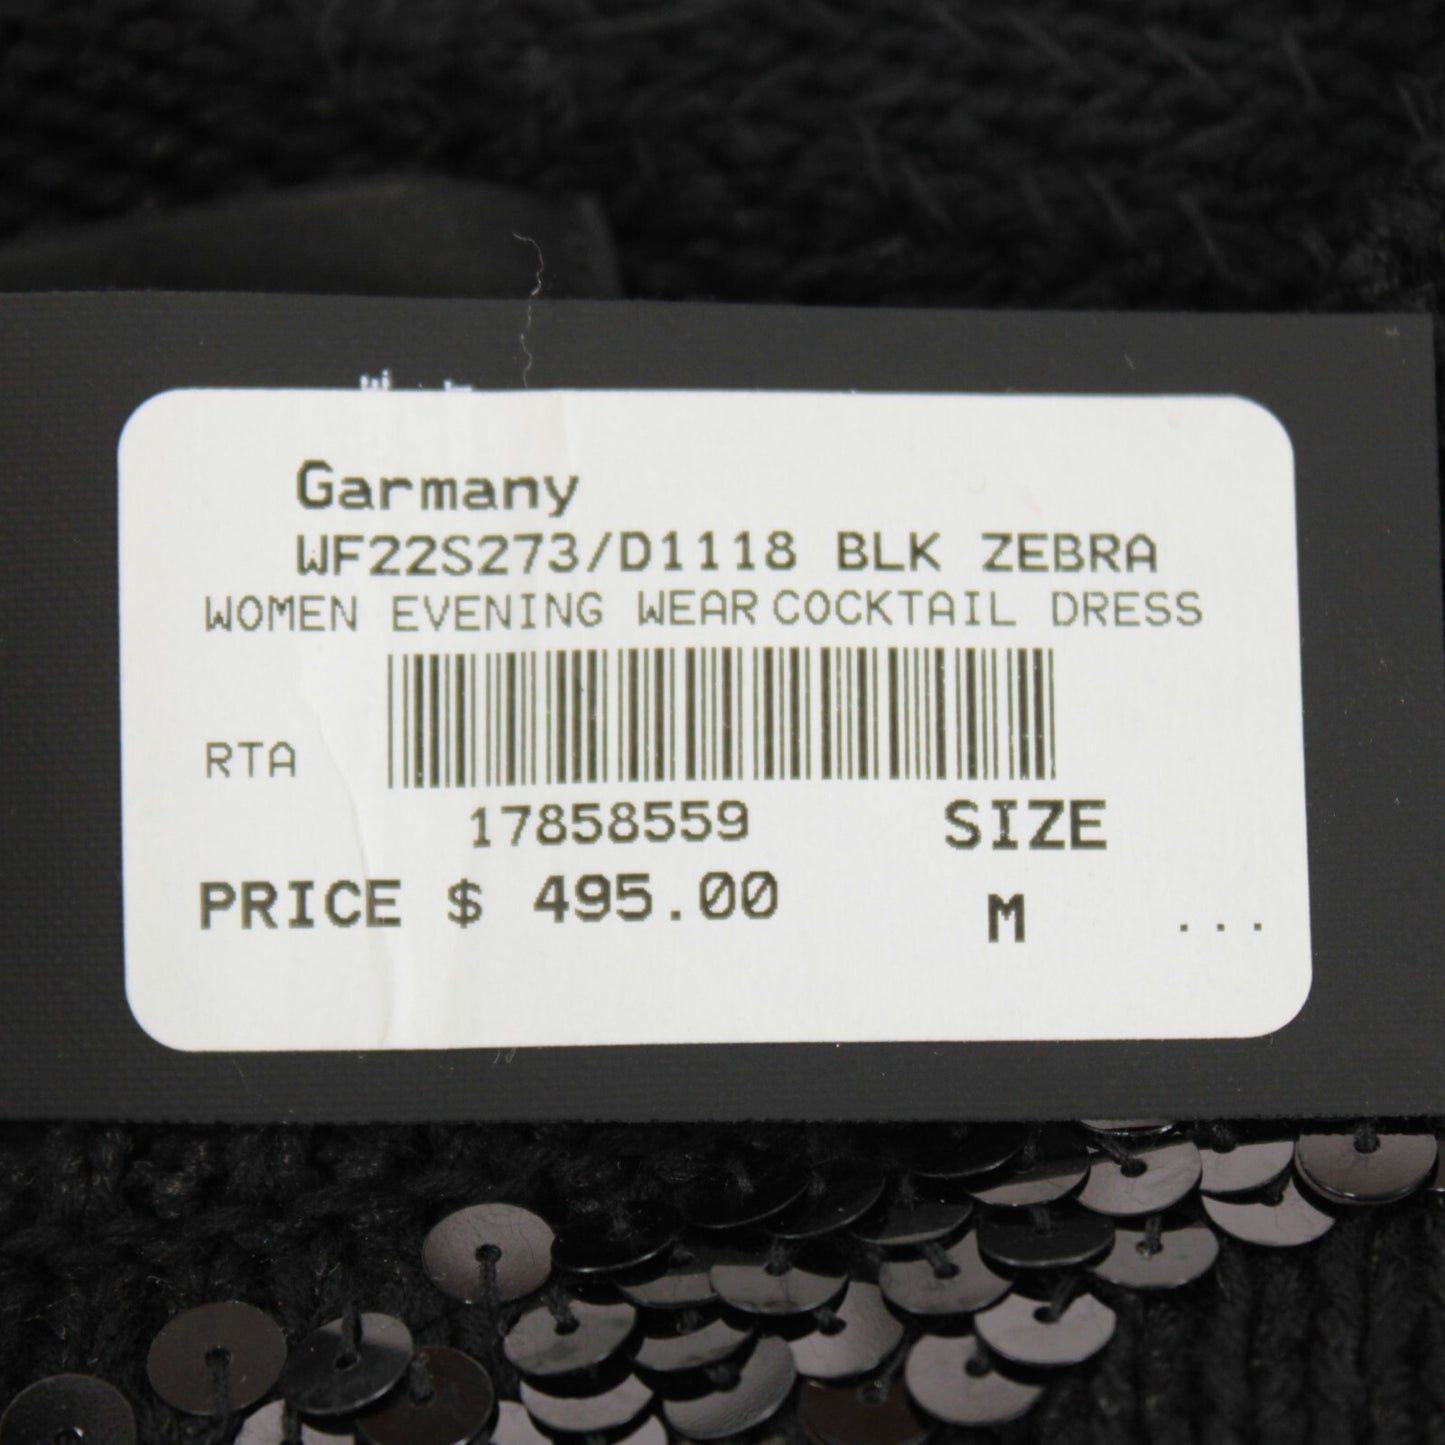 Garmany
WF22S273/D1118 BLK ZEBRA
WOMEN EVENING WEAR COCKTAIL DRESS
RTA
17858559 SIZE
PRICE $ 495.00 M ...